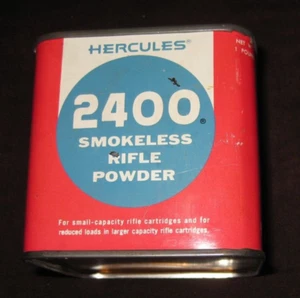 HERCULES®
2400®
SMOKELESS
RIFLE
POWDER
For small-capacity rifle cartridges and for
reduced loads in larger capacity rifle cartridges.